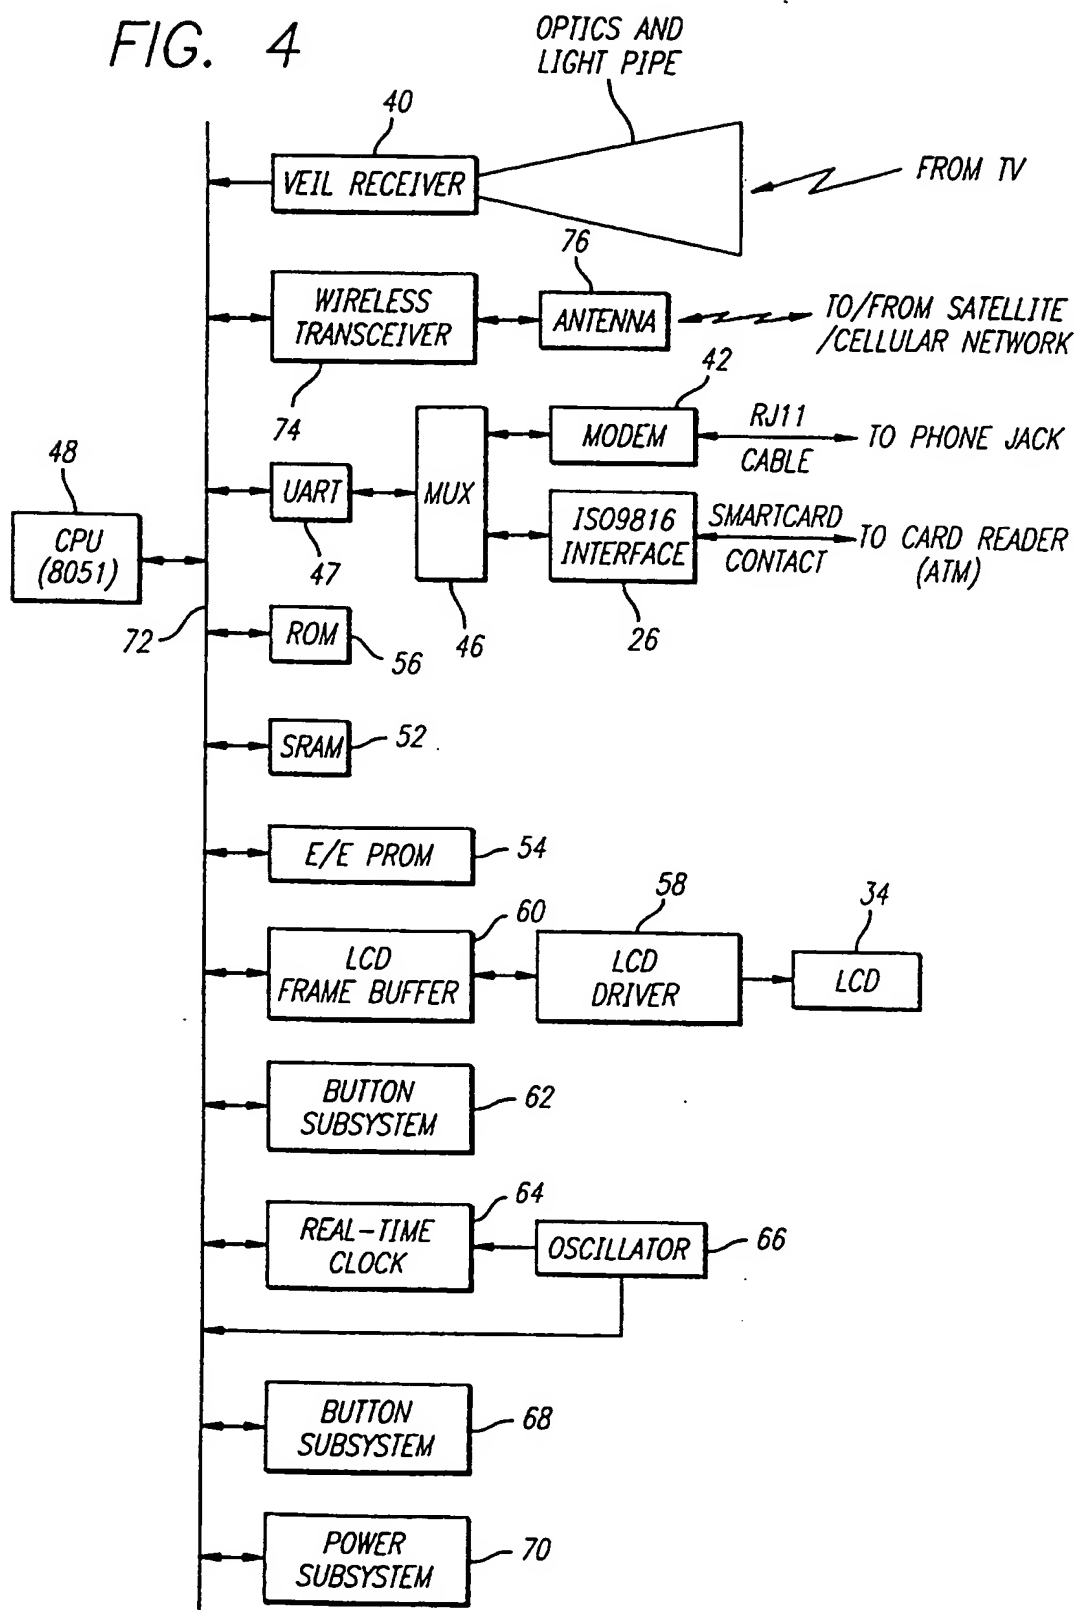 FIG. 4
OPTICS AND
LIGHT PIPE
40
VEIL RECEIVER
FROM TV
76
WIRELESS
TRANSCEIVER
ANTENNA
TO/FROM SATELLITE
/CELLULAR NETWORK
74
42
MODEM
RJ11
CABLE
TO PHONE JACK
48
CPU
(8051)
UART
47
MUX
46
ISO9816
INTERFACE
SMARTCARD
CONTACT
TO CARD READER
(ATM)
26
72
ROM
56
SRAM
52
E/E PROM
54
60
LCD
FRAME BUFFER
58
LCD
DRIVER
34
LCD
BUTTON
SUBSYSTEM
62
64
REAL-TIME
CLOCK
OSCILLATOR
66
BUTTON
SUBSYSTEM
68
POWER
SUBSYSTEM
70